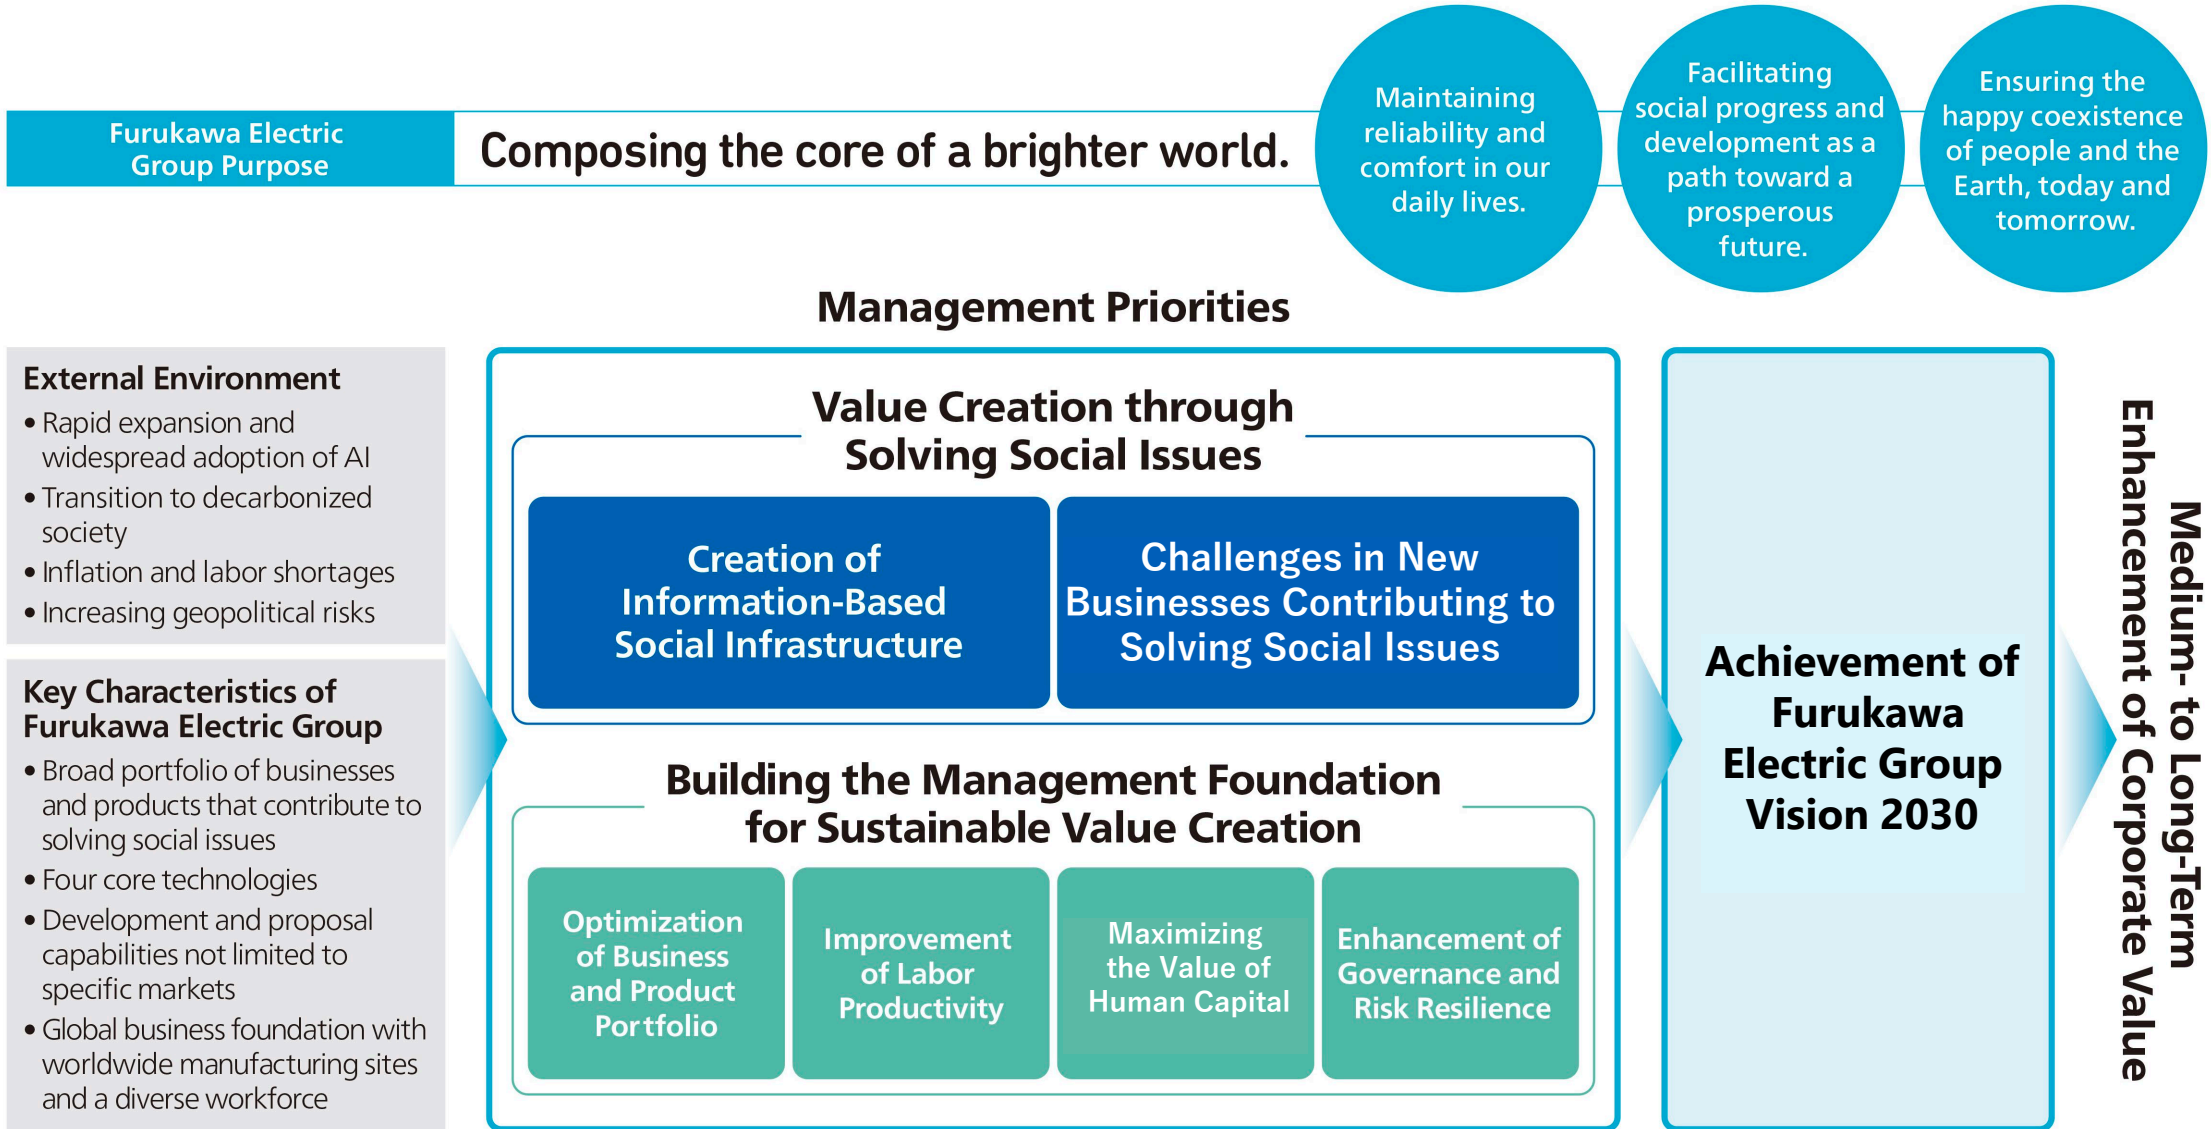 Furukawa Electric
Group Purpose
Composing the core of a brighter world.
Maintaining
reliability and
comfort in our
daily lives.
Facilitating
social progress and
development as a
path toward a
prosperous
future.
Ensuring the
happy coexistence
of people and the
Earth, today and
tomorrow.
External Environment
• Rapid expansion and
widespread adoption of AI
• Transition to decarbonized
society
• Inflation and labor shortages
• Increasing geopolitical risks
Key Characteristics of
Furukawa Electric Group
• Broad portfolio of businesses
and products that contribute to
solving social issues
• Four core technologies
• Development and proposal
capabilities not limited to
specific markets
• Global business foundation with
worldwide manufacturing sites
and a diverse workforce
Management Priorities
Value Creation through
Solving Social Issues
Creation of
Information-Based
Social Infrastructure
Challenges in New
Businesses Contributing to
Solving Social Issues
Building the Management Foundation
for Sustainable Value Creation
Optimization
of Business
and Product
Portfolio
Improvement
of Labor
Productivity
Maximizing
the Value of
Human Capital
Enhancement of
Governance and
Risk Resilience
Achievement of
Furukawa
Electric Group
Vision 2030
Medium- to Long-Term
Enhancement of Corporate Value